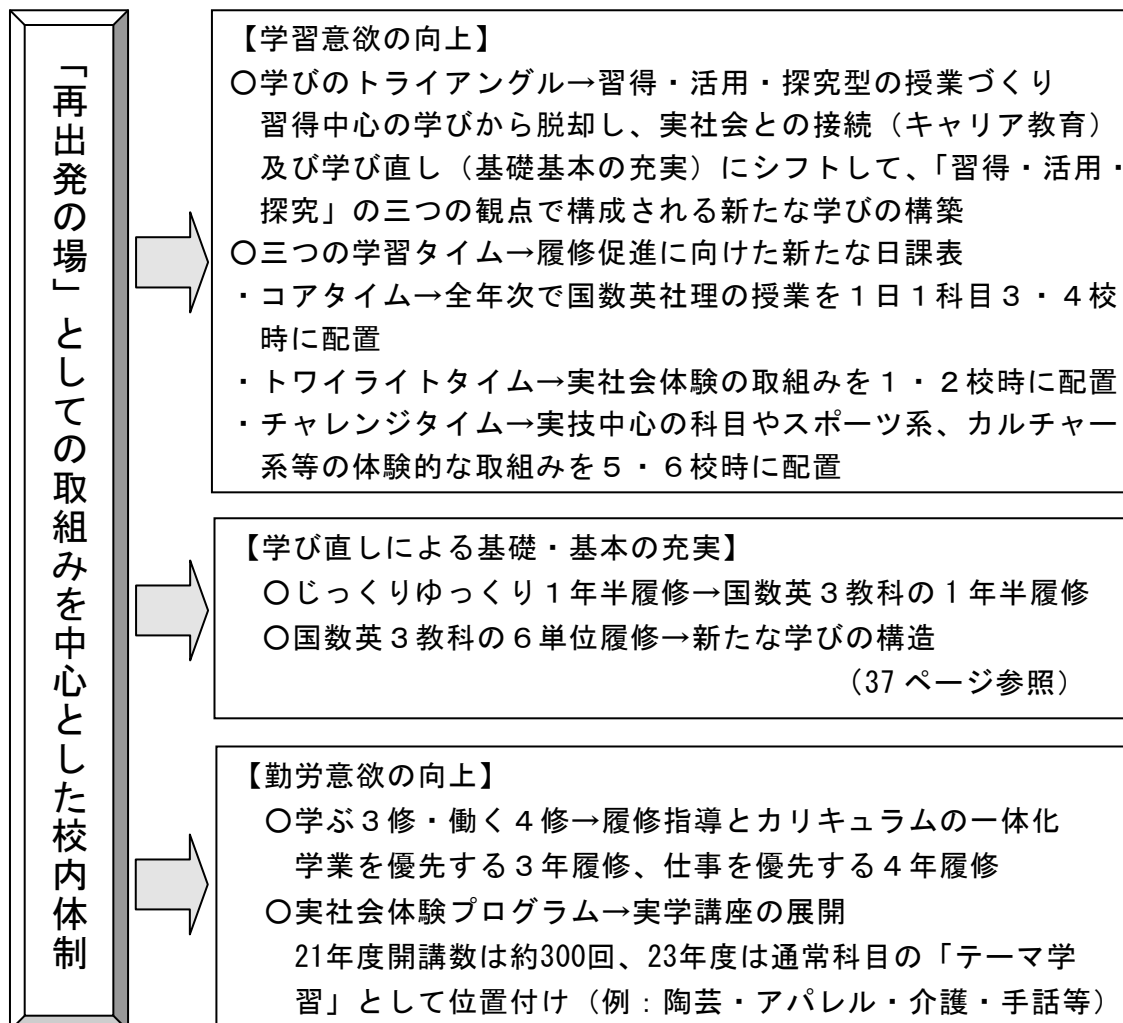 「再出発の場」としての取組みを中心とした校内体制
【学習意欲の向上】
○学びのトライアングル→習得・活用・探究型の授業づくり
習得中心の学びから脱却し、実社会との接続（キャリア教育）
及び学び直し（基礎基本の充実）にシフトして、「習得・活用・
探究」の三つの観点で構成される新たな学びの構築
○三つの学習タイム→履修促進に向けた新たな日課表
・コアタイム→全年次で国数英社理の授業を１日１科目３・４校
時に配置
・トワイライトタイム→実社会体験の取組みを１・２校時に配置
・チャレンジタイム→実技中心の科目やスポーツ系、カルチャー
系等の体験的な取組みを５・６校時に配置
【学び直しによる基礎・基本の充実】
○じっくりゆっくり１年半履修→国数英３教科の１年半履修
○国数英３教科の６単位履修→新たな学びの構造
（37 ページ参照）
【勤労意欲の向上】
○学ぶ３修・働く４修→履修指導とカリキュラムの一体化
学業を優先する３年履修、仕事を優先する４年履修
○実社会体験プログラム→実学講座の展開
21年度開講数は約300回、23年度は通常科目の「テーマ学
習」として位置付け（例：陶芸・アパレル・介護・手話等）